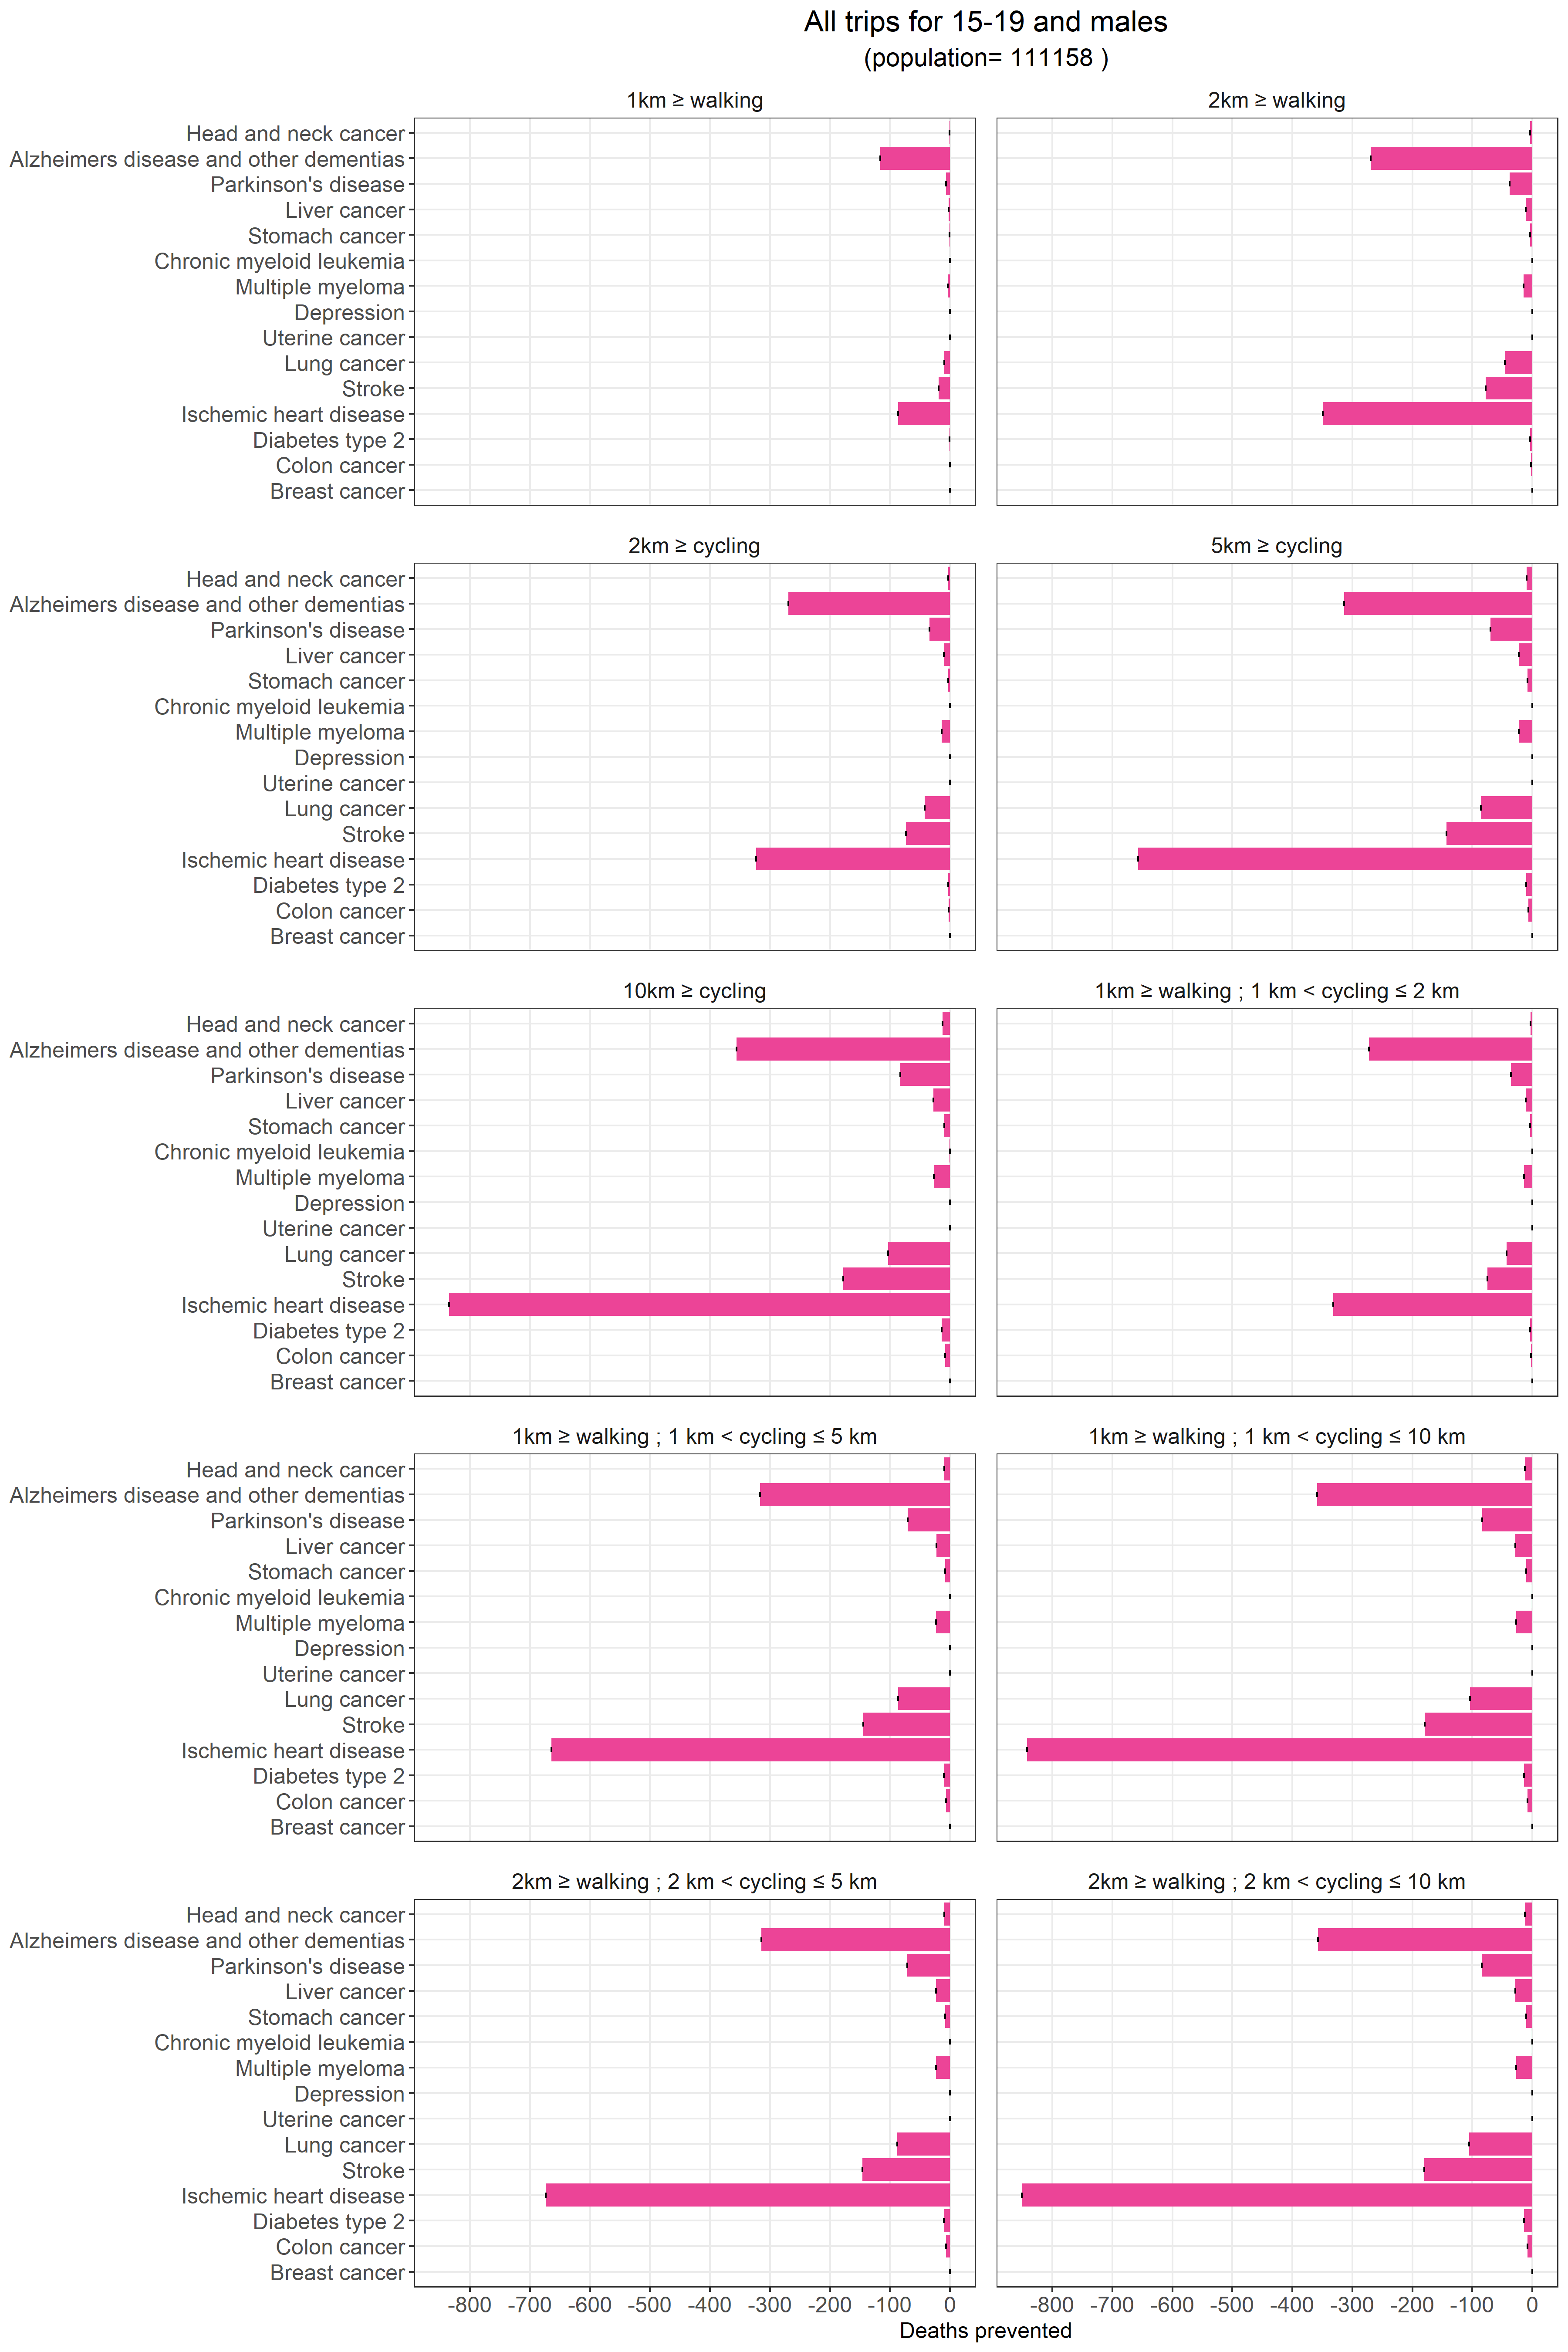 All trips for 15-19 and males
(population= 111158 )
1km ≥ walking
2km ≥ walking
Head and neck cancer
Alzheimers disease and other dementias
Parkinson's disease
Liver cancer
Stomach cancer
Chronic myeloid leukemia
Multiple myeloma
Depression
Uterine cancer
Lung cancer
Stroke
Ischemic heart disease
Diabetes type 2
Colon cancer
Breast cancer
2km ≥ cycling
5km ≥ cycling
Head and neck cancer
Alzheimers disease and other dementias
Parkinson's disease
Liver cancer
Stomach cancer
Chronic myeloid leukemia
Multiple myeloma
Depression
Uterine cancer
Lung cancer
Stroke
Ischemic heart disease
Diabetes type 2
Colon cancer
Breast cancer
10km ≥ cycling
1km ≥ walking ; 1 km < cycling ≤ 2 km
Head and neck cancer
Alzheimers disease and other dementias
Parkinson's disease
Liver cancer
Stomach cancer
Chronic myeloid leukemia
Multiple myeloma
Depression
Uterine cancer
Lung cancer
Stroke
Ischemic heart disease
Diabetes type 2
Colon cancer
Breast cancer
1km ≥ walking ; 1 km < cycling ≤ 5 km
1km ≥ walking ; 1 km < cycling ≤ 10 km
Head and neck cancer
Alzheimers disease and other dementias
Parkinson's disease
Liver cancer
Stomach cancer
Chronic myeloid leukemia
Multiple myeloma
Depression
Uterine cancer
Lung cancer
Stroke
Ischemic heart disease
Diabetes type 2
Colon cancer
Breast cancer
2km ≥ walking ; 2 km < cycling ≤ 5 km
2km ≥ walking ; 2 km < cycling ≤ 10 km
Head and neck cancer
Alzheimers disease and other dementias
Parkinson's disease
Liver cancer
Stomach cancer
Chronic myeloid leukemia
Multiple myeloma
Depression
Uterine cancer
Lung cancer
Stroke
Ischemic heart disease
Diabetes type 2
Colon cancer
Breast cancer
-800 -700 -600 -500 -400 -300 -200 -100 0
-800 -700 -600 -500 -400 -300 -200 -100 0
Deaths prevented